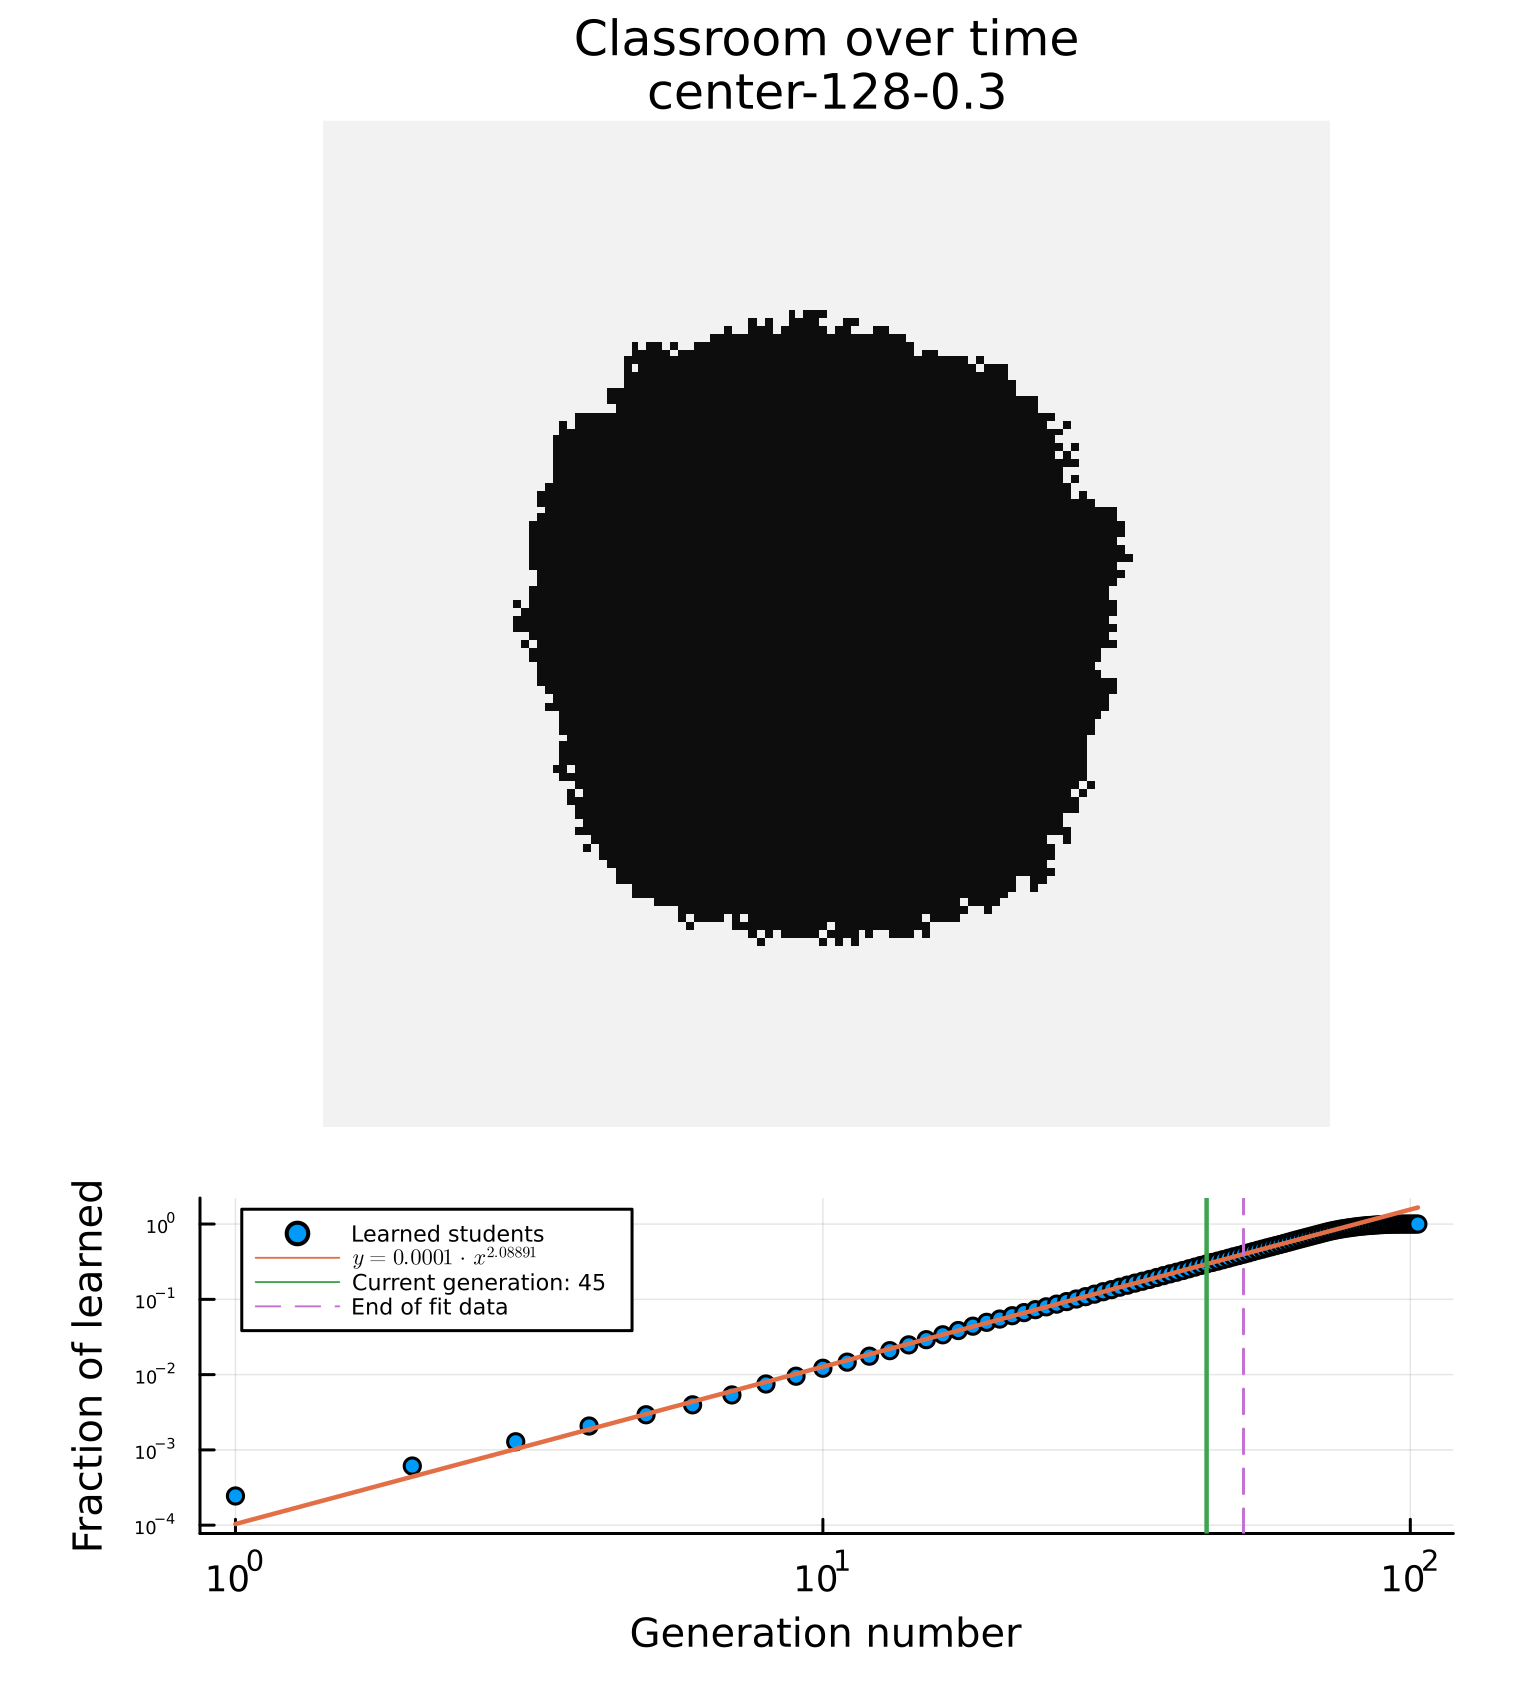 Classroom over time
center-128-0.3
Fraction of learned
10^0
10^-1
10^-2
10^-3
10^-4
Learned students
y = 0.0001 · x^2.08891
Current generation: 45
End of fit data
10^0 10^1 10^2
Generation number